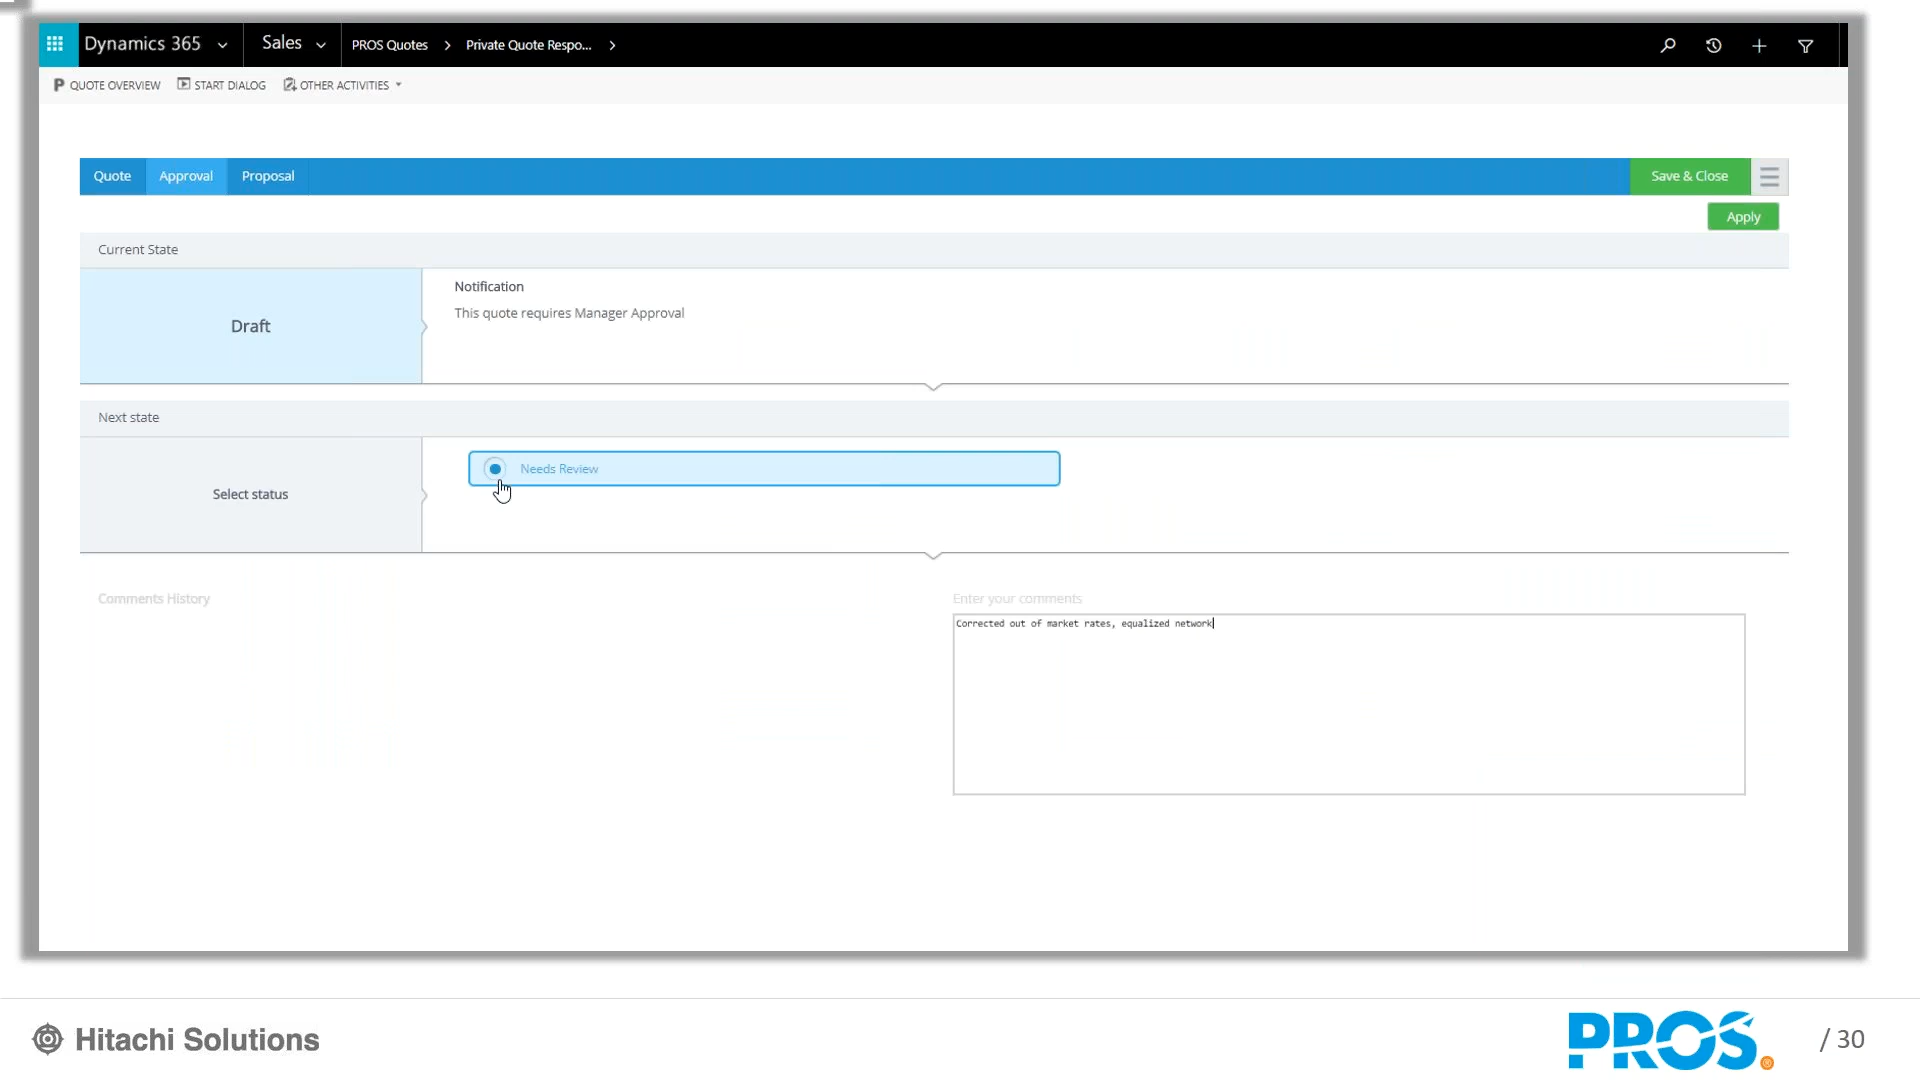 Dynamics 365 Sales PROS Quotes Private Quote Respo...
QUOTE OVERVIEW START DIALOG OTHER ACTIVITIES
Quote Approval Proposal Save & Close
Apply
Current State
Draft
Notification
This quote requires Manager Approval
Next state
Select status
Needs Review
Comments History
Enter your comments
Corrected out of market rates, equalized network
Hitachi Solutions
PROS
/ 30